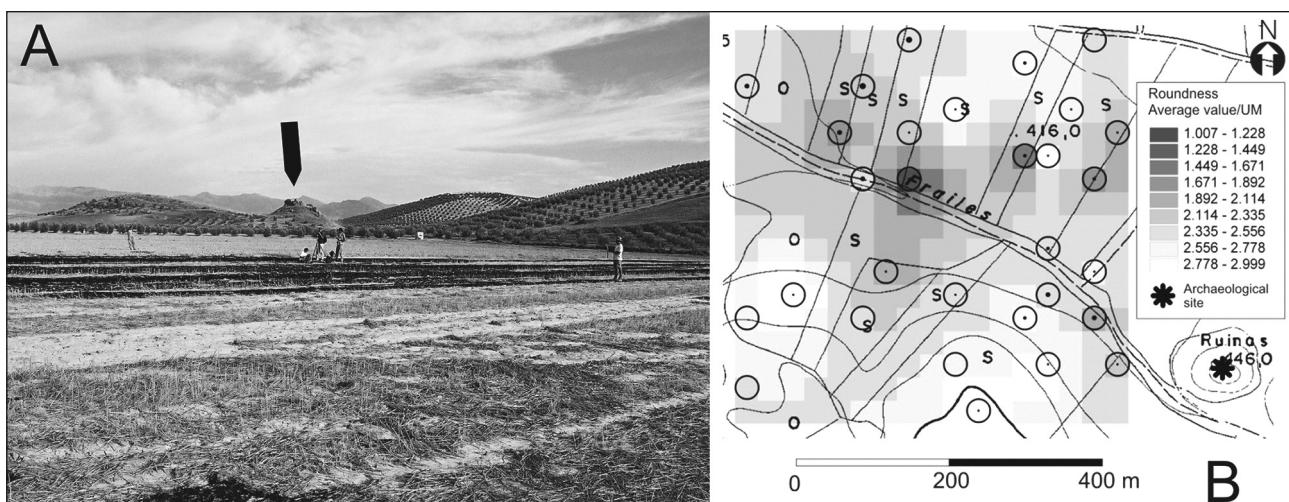 A
5
N
O
S
S
S
S
S
S
. 416,0
Frailes
O
S
S
S
S
O
Roundness
Average value/UM
1.007 - 1.228
1.228 - 1.449
1.449 - 1.671
1.671 - 1.892
1.892 - 2.114
2.114 - 2.335
2.335 - 2.556
2.556 - 2.778
2.778 - 2.999
Archaeological
site
Ruinas
446,0
0
200
400 m
B